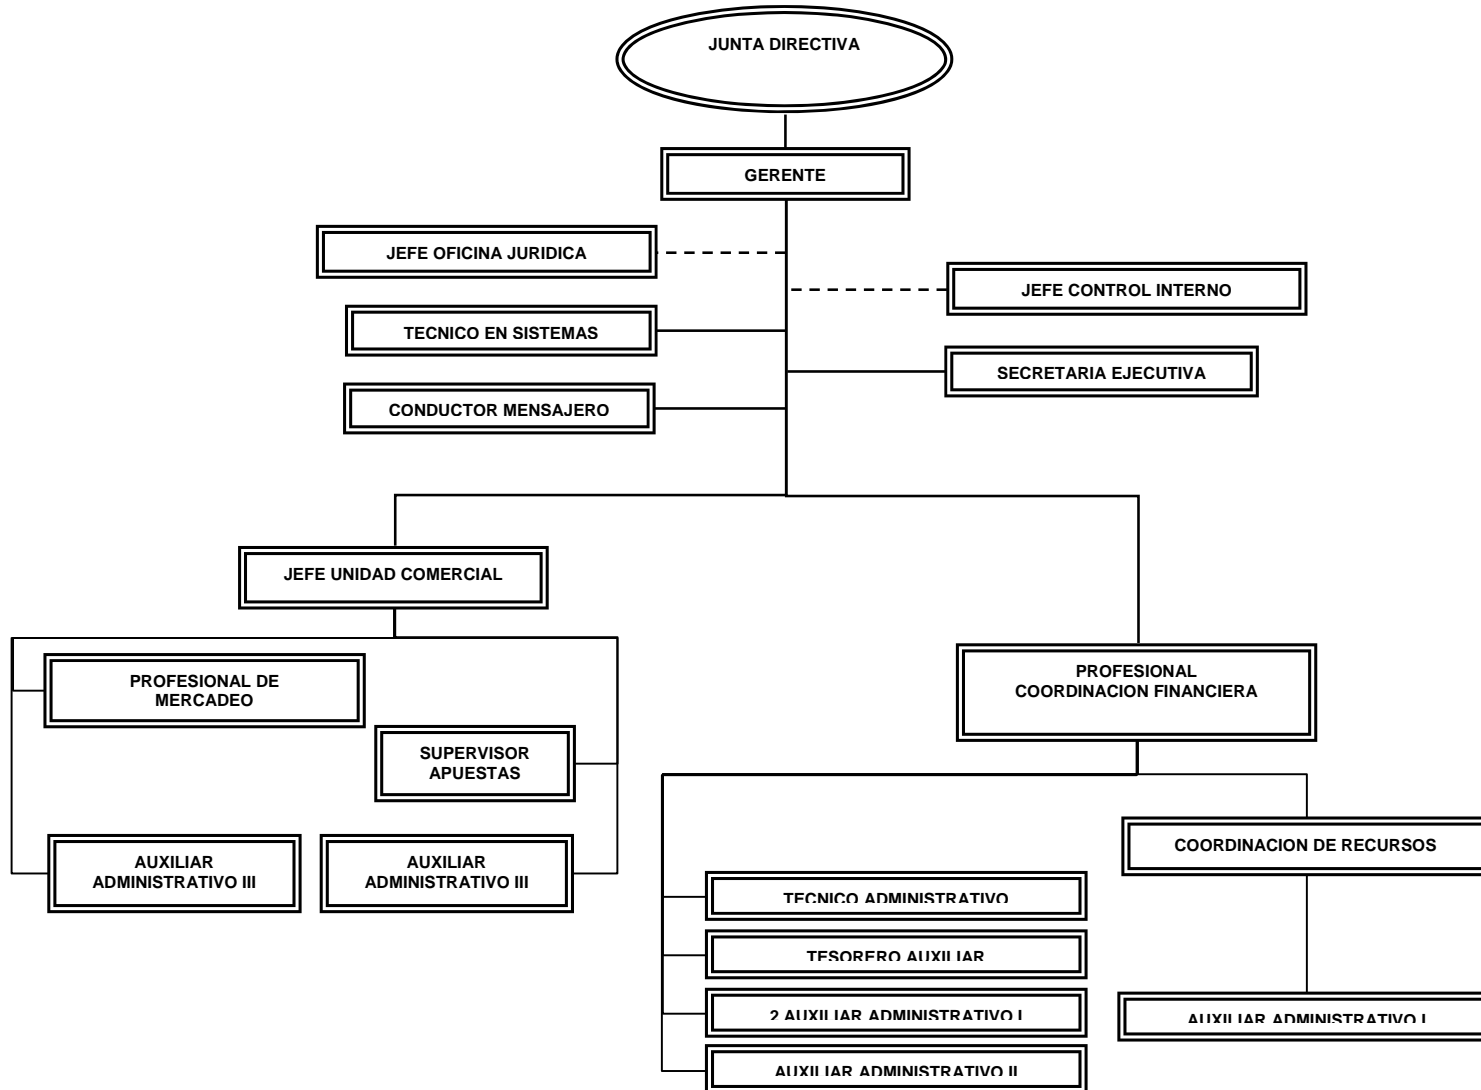 JUNTA DIRECTIVA
GERENTE
JEFE OFICINA JURIDICA
JEFE CONTROL INTERNO
TECNICO EN SISTEMAS
SECRETARIA EJECUTIVA
CONDUCTOR MENSAJERO
JEFE UNIDAD COMERCIAL
PROFESIONAL DE
MERCADEO
PROFESIONAL
COORDINACION FINANCIERA
SUPERVISOR
APUESTAS
AUXILIAR
ADMINISTRATIVO III
AUXILIAR
ADMINISTRATIVO III
COORDINACION DE RECURSOS
TECNICO ADMINISTRATIVO
TESORERO AUXILIAR
2 AUXILIAR ADMINISTRATIVO I
AUXILIAR ADMINISTRATIVO I
AUXILIAR ADMINISTRATIVO II